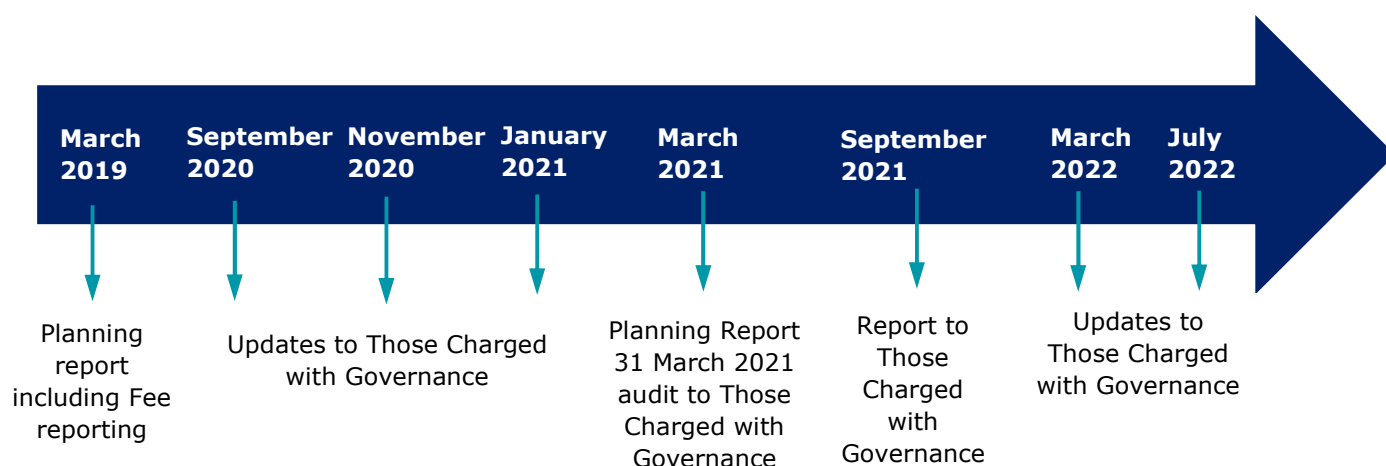 March
2019
September
2020
November
2020
January
2021
March
2021
September
2021
March
2022
July
2022
Planning
report
including Fee
reporting
Updates to Those Charged
with Governance
Planning Report
31 March 2021
audit to Those
Charged with
Governance
Report to
Those
Charged
with
Governance
Updates to
Those Charged
with Governance